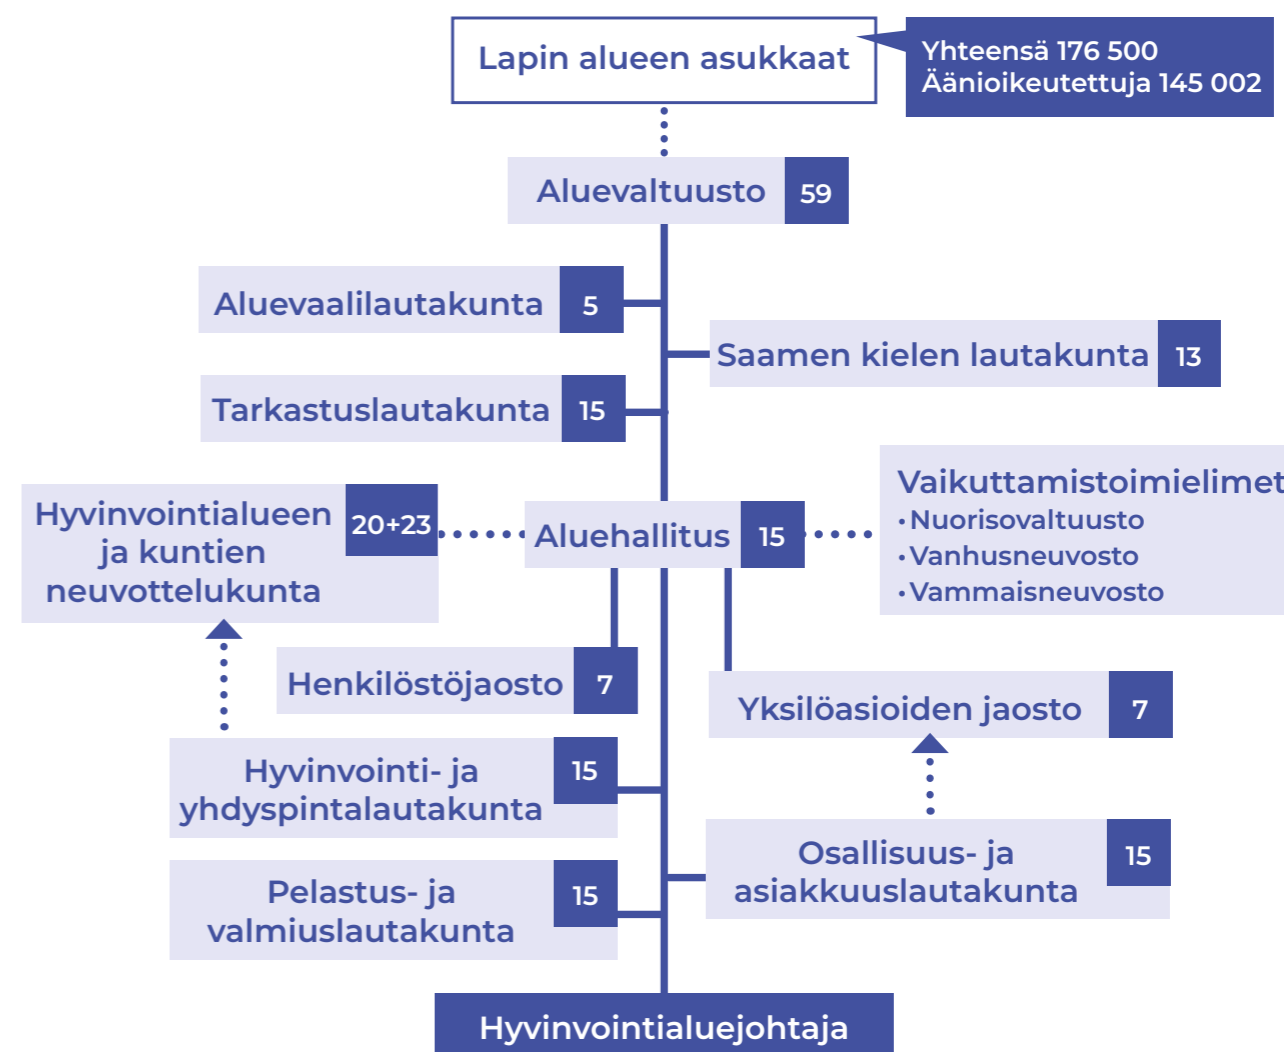 Lapin alueen asukkaat
Yhteensä 176 500
Äänioikeutettuja 145 002
Aluevaltuusto 59
Aluevaalilautakunta 5
Saamen kielen lautakunta 13
Tarkastuslautakunta 15
Hyvinvointialueen
ja kuntien
neuvottelukunta
20+23
Aluehallitus 15
Vaikuttamistoimielimet
• Nuorisovaltuusto
• Vanhusneuvosto
• Vammaisneuvosto
Henkilöstöjaosto 7
Yksilöasioiden jaosto 7
Hyvinvointi- ja
yhdyspintalautakunta
15
Osallisuus- ja
asiakkuuslautakunta
15
Pelastus- ja
valmiuslautakunta
15
Hyvinvointialuejohtaja